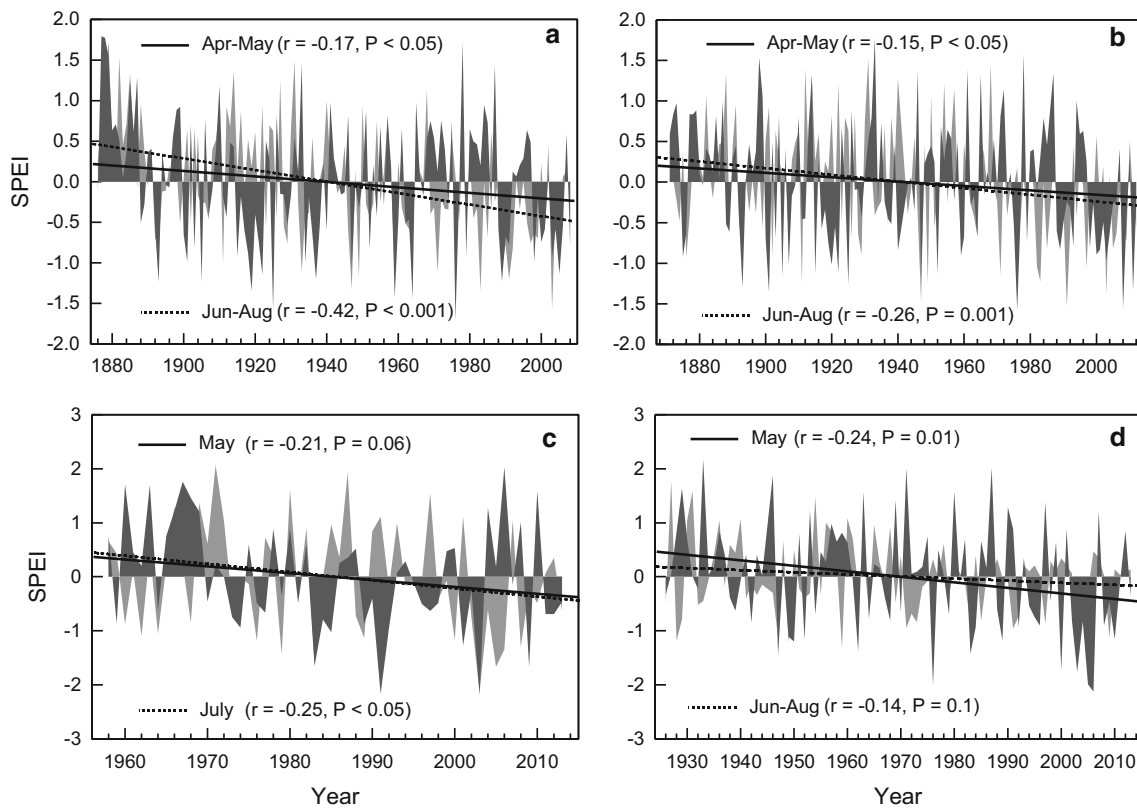 2.0
1.5
1.0
0.5
0.0
-0.5
-1.0
-1.5
-2.0
SPEI
Apr-May (r = -0.17, P < 0.05)
a
Jun-Aug (r = -0.42, P < 0.001)
1880 1900 1920 1940 1960 1980 2000
2.0
1.5
1.0
0.5
0.0
-0.5
-1.0
-1.5
-2.0
Apr-May (r = -0.15, P < 0.05)
b
Jun-Aug (r = -0.26, P = 0.001)
1880 1900 1920 1940 1960 1980 2000
3
2
1
0
-1
-2
-3
SPEI
May (r = -0.21, P = 0.06)
c
July (r = -0.25, P < 0.05)
1960 1970 1980 1990 2000 2010
Year
3
2
1
0
-1
-2
-3
May (r = -0.24, P = 0.01)
d
Jun-Aug (r = -0.14, P = 0.1)
1930 1940 1950 1960 1970 1980 1990 2000 2010
Year